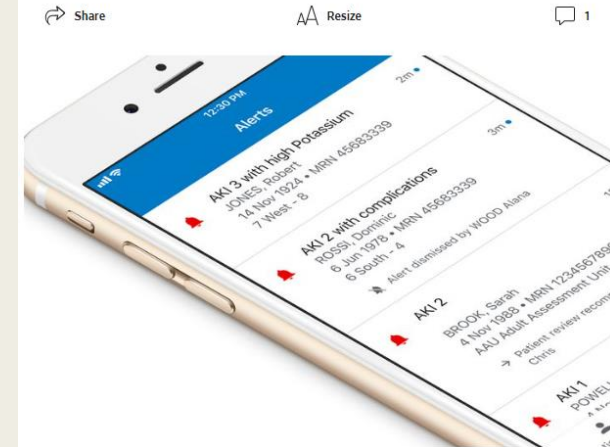 Share
Resize
1
12:30 PM
Alerts
AKI 3 with high Potassium
2m
JONES, Robert
14 Nov 1924 • MRN 45683339
7 West - 8
AKI 2 with complications
3m
ROSSI, Dominic
6 Jun 1978 • MRN 45683339
6 South - 4
Alert dismissed by WOOD Alana
AKI 2
BROOK, Sarah
4 Nov 1988 • MRN 123456789
AAU Adult Assessment Unit
Patient review
Chris
AKI 1